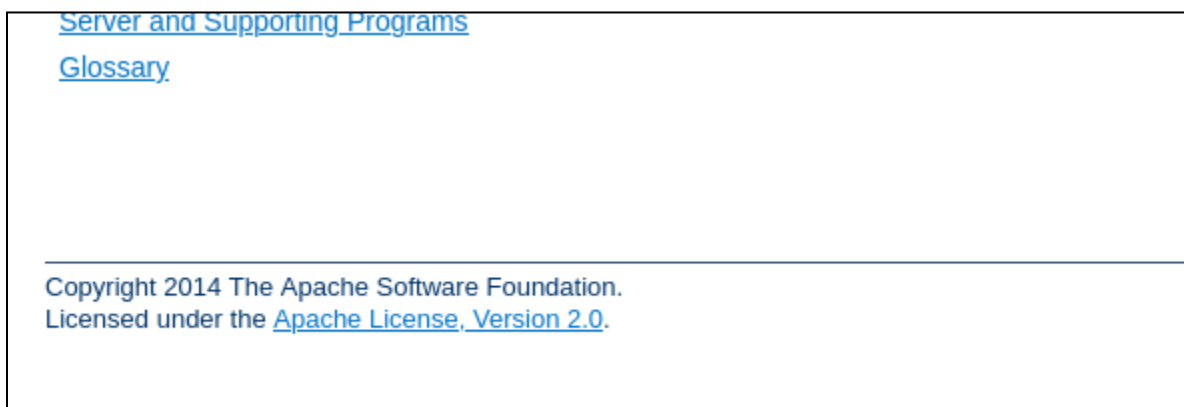 Server and Supporting Programs
Glossary
Copyright 2014 The Apache Software Foundation.
Licensed under the Apache License, Version 2.0.